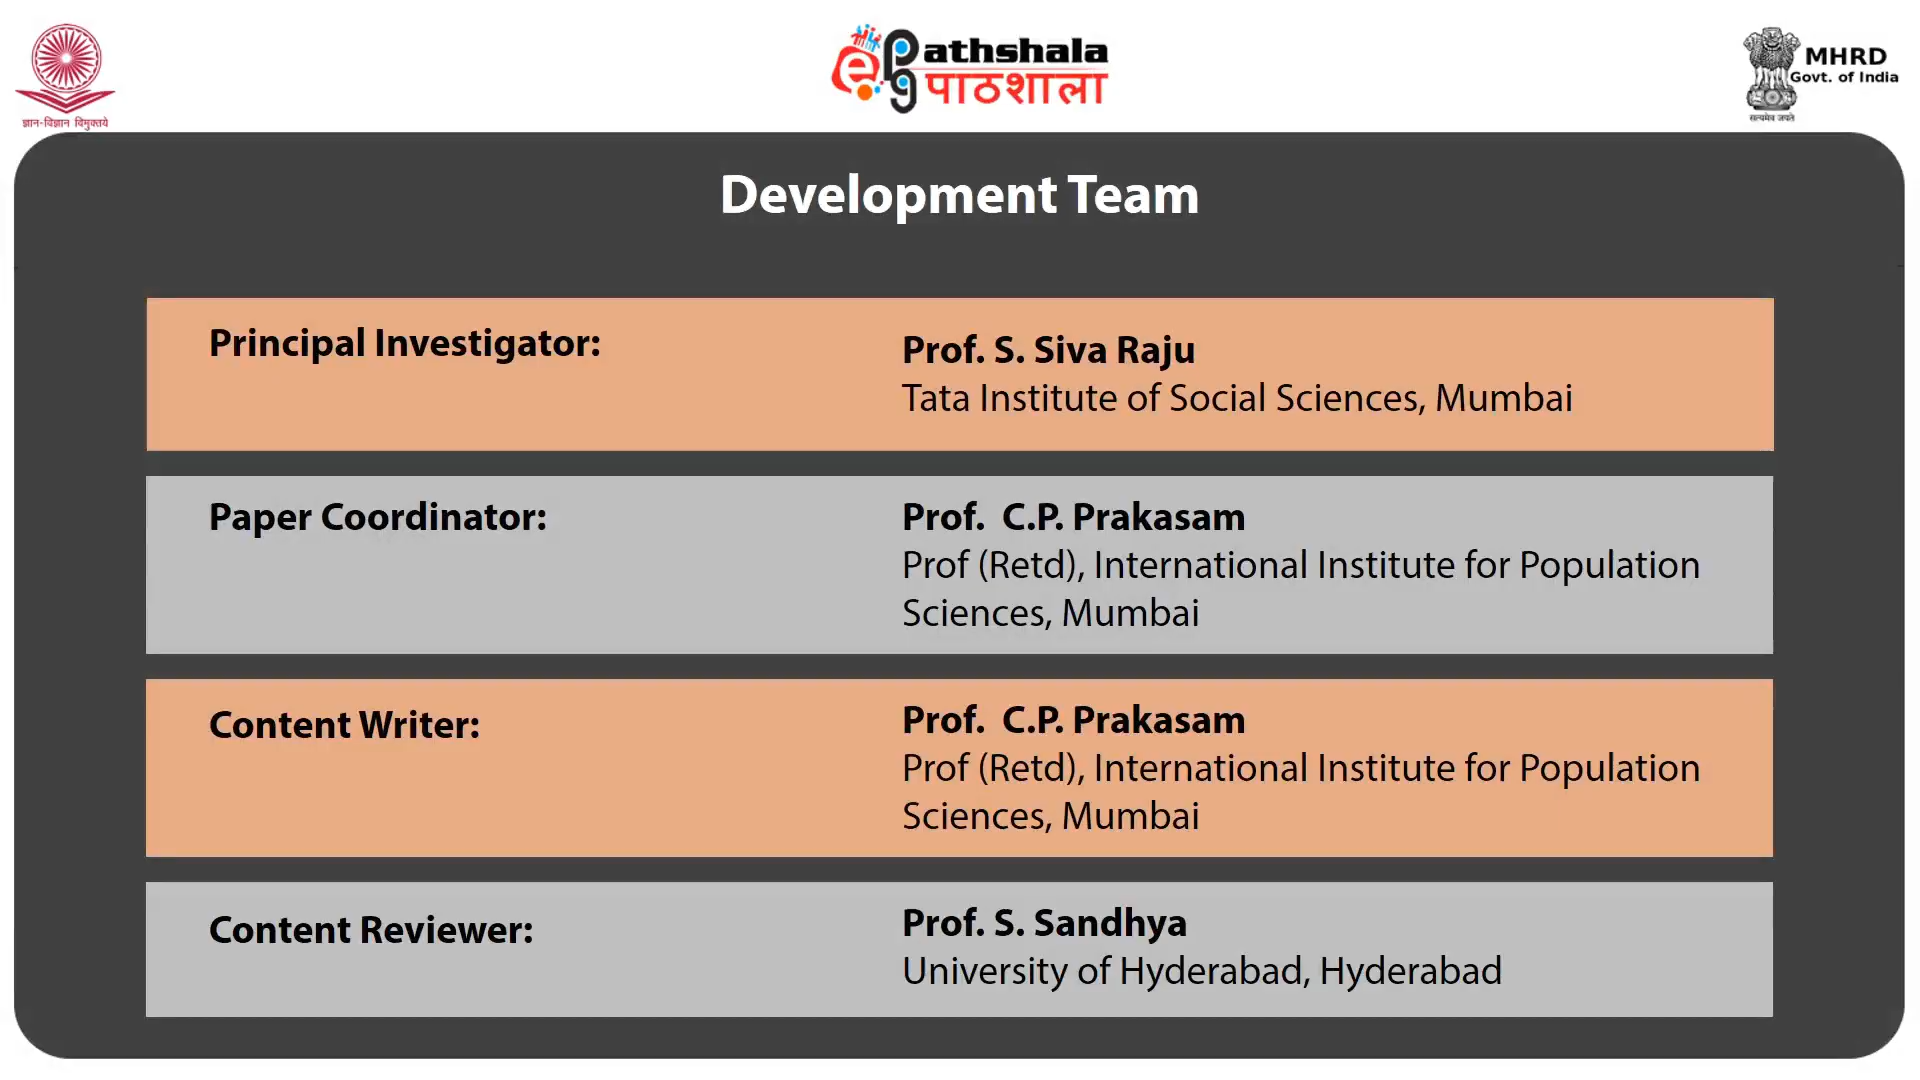 ज्ञान-विज्ञान विमुक्तये
ePG Pathshala
पाठशाला
MHRD
Govt. of India
सत्यमेव जयते
Development Team
Principal Investigator:
Prof. S. Siva Raju
Tata Institute of Social Sciences, Mumbai
Paper Coordinator:
Prof. C.P. Prakasam
Prof (Retd), International Institute for Population
Sciences, Mumbai
Content Writer:
Prof. C.P. Prakasam
Prof (Retd), International Institute for Population
Sciences, Mumbai
Content Reviewer:
Prof. S. Sandhya
University of Hyderabad, Hyderabad